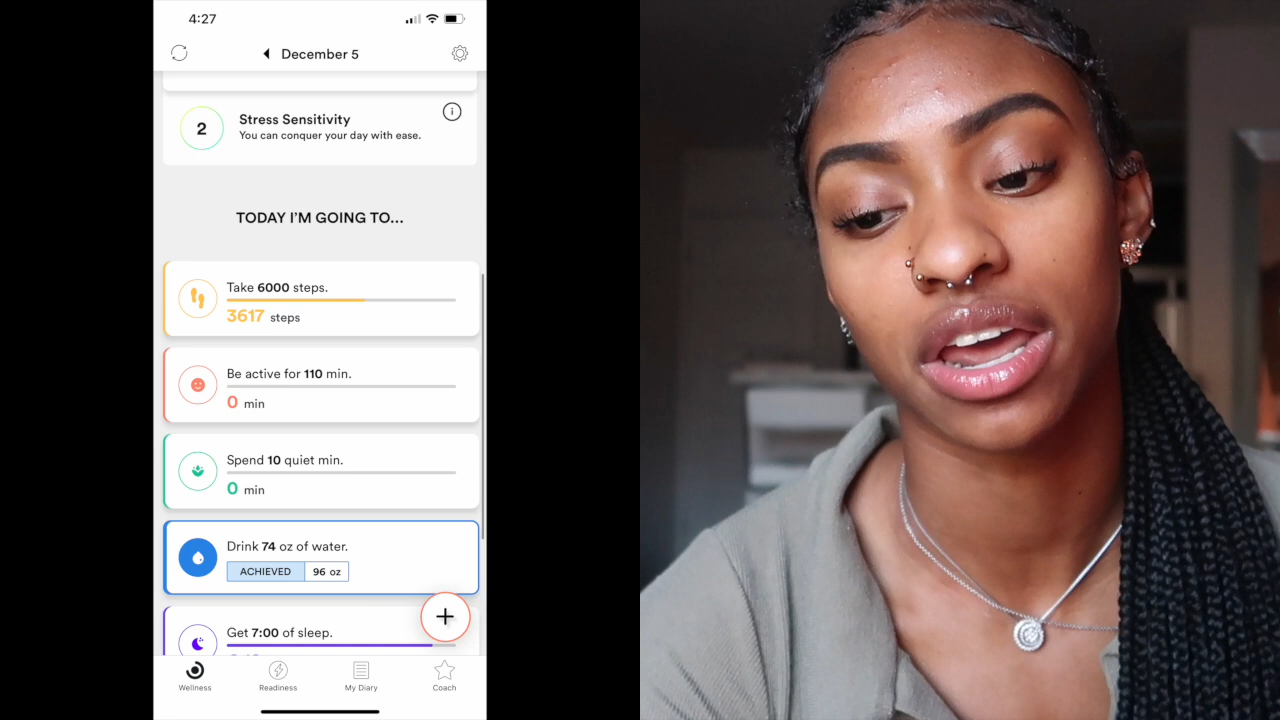 4:27
December 5
2
Stress Sensitivity
You can conquer your day with ease.
TODAY I'M GOING TO...
Take 6000 steps.
3617 steps
Be active for 110 min.
0 min
Spend 10 quiet min.
0 min
Drink 74 oz of water.
ACHIEVED 96 oz
Get 7:00 of sleep.
Wellness Readiness My Diary Coach